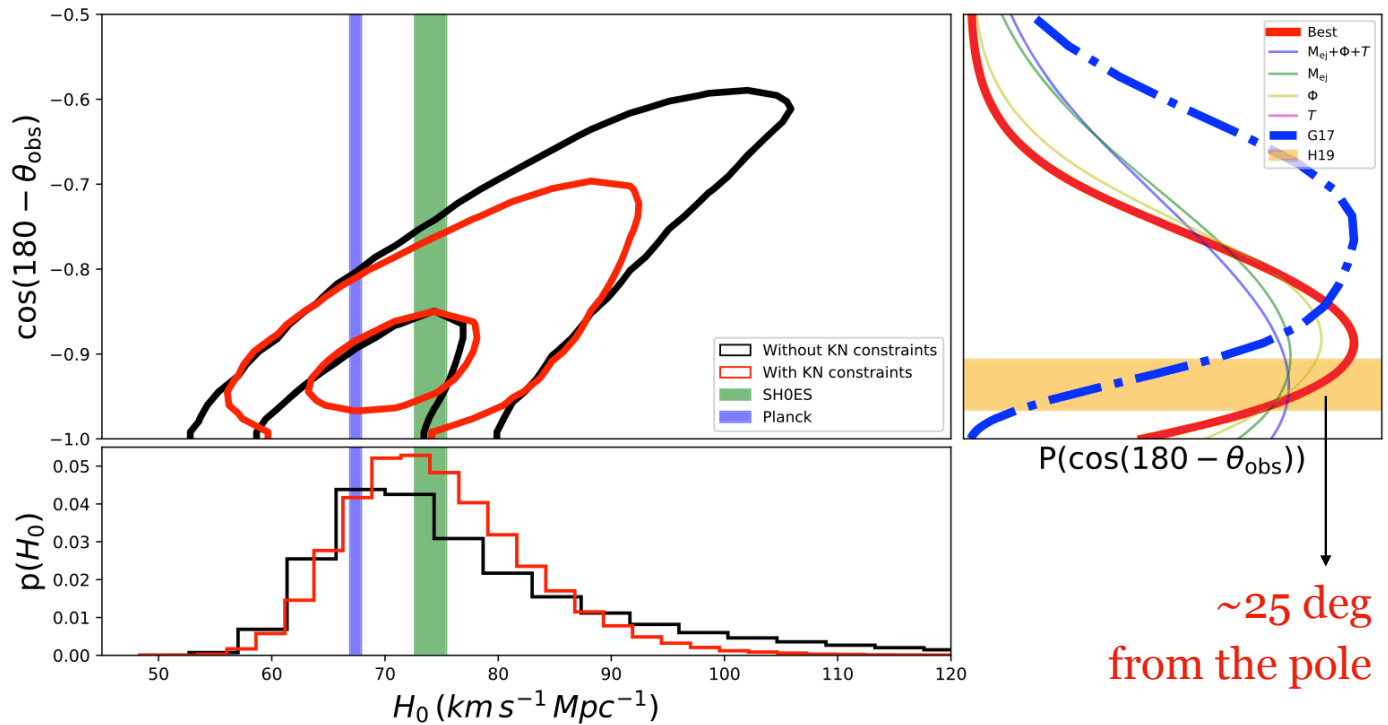 −0.5
−0.6
−0.7
−0.8
−0.9
−1.0
cos(180 − θobs)
Without KN constraints
With KN constraints
SH0ES
Planck
Best
Mej+Φ+T
Mej
Φ
T
G17
H19
P(cos(180 − θobs))
0.05
0.04
0.03
0.02
0.01
0.00
p(H0)
50 60 70 80 90 100 110 120
H0 (km s−1 Mpc−1)
~25 deg
from the pole